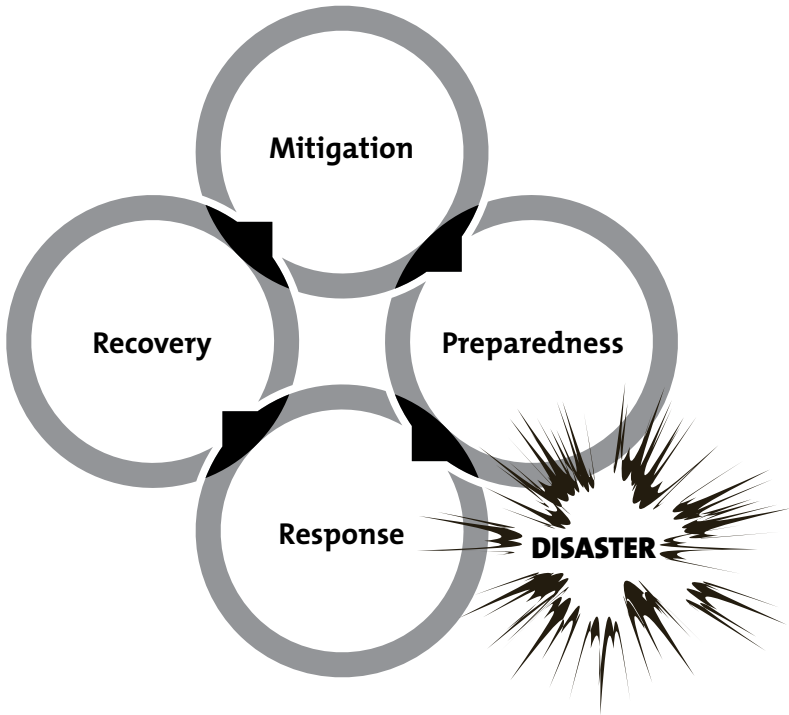 Mitigation
Recovery
Preparedness
Response
DISASTER